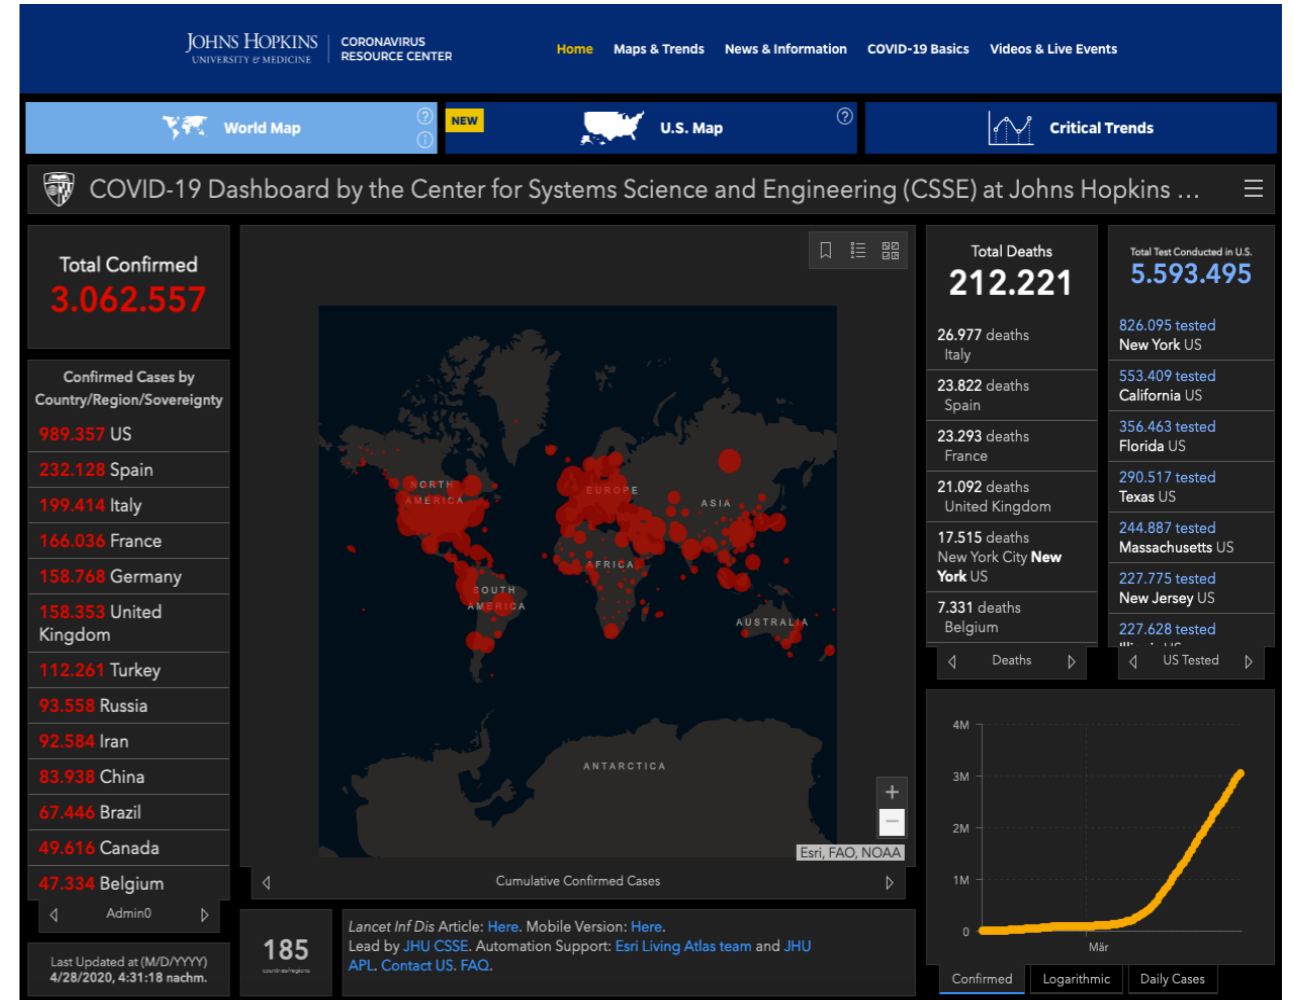 JOHNS HOPKINS
UNIVERSITY & MEDICINE
CORONAVIRUS
RESOURCE CENTER
Home Maps & Trends News & Information COVID-19 Basics Videos & Live Events
World Map
NEW
U.S. Map
Critical Trends
COVID-19 Dashboard by the Center for Systems Science and Engineering (CSSE) at Johns Hopkins ...
Total Confirmed
3.062.557
Confirmed Cases by
Country/Region/Sovereignty
989.357 US
232.128 Spain
199.414 Italy
166.036 France
158.768 Germany
158.353 United
Kingdom
112.261 Turkey
93.558 Russia
92.584 Iran
83.938 China
67.446 Brazil
49.616 Canada
47.334 Belgium
Admin0
Last Updated at (M/D/YYYY)
4/28/2020, 4:31:18 nachm.
NORTH
AMERICA
EUROPE
ASIA
AFRICA
SOUTH
AMERICA
AUSTRALIA
ANTARCTICA
Esri, FAO, NOAA
Cumulative Confirmed Cases
185
countries/regions
Lancet Inf Dis Article: Here. Mobile Version: Here.
Lead by JHU CSSE. Automation Support: Esri Living Atlas team and JHU
APL. Contact US. FAQ.
Total Deaths
212.221
26.977 deaths
Italy
23.822 deaths
Spain
23.293 deaths
France
21.092 deaths
United Kingdom
17.515 deaths
New York City New
York US
7.331 deaths
Belgium
Deaths
Total Test Conducted in U.S.
5.593.495
826.095 tested
New York US
553.409 tested
California US
356.463 tested
Florida US
290.517 tested
Texas US
244.887 tested
Massachusetts US
227.775 tested
New Jersey US
227.628 tested
US Tested
4M
3M
2M
1M
0
Mär
Confirmed Logarithmic Daily Cases